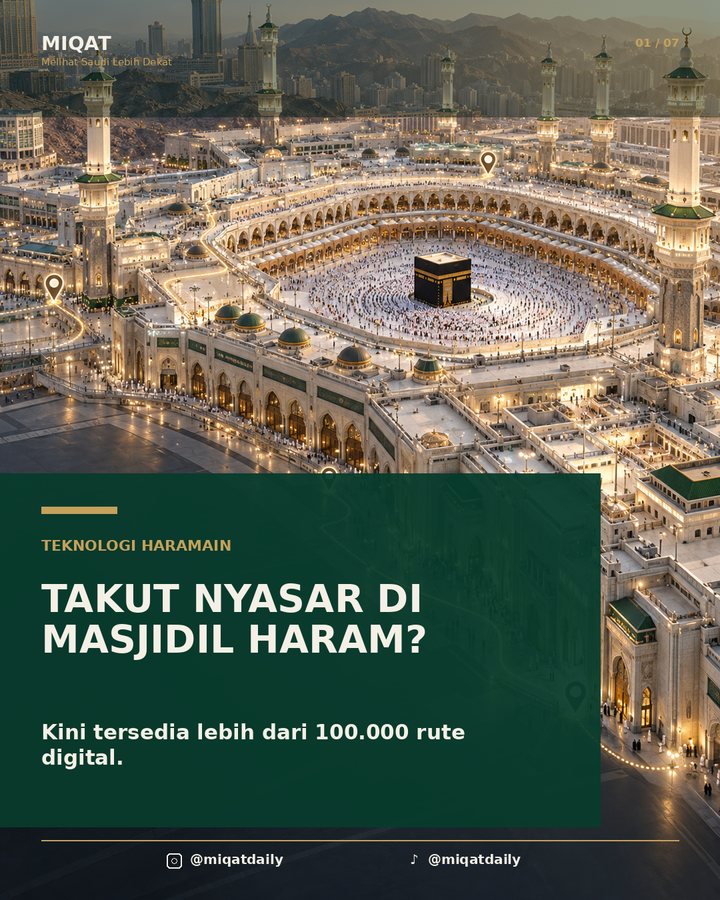 MIQAT
Melihat Saudi Lebih Dekat
01 / 07
TEKNOLOGI HARAMAIN
TAKUT NYASAR DI
MASJIDIL HARAM?
Kini tersedia lebih dari 100.000 rute
digital.
@miqatdaily
@miqatdaily